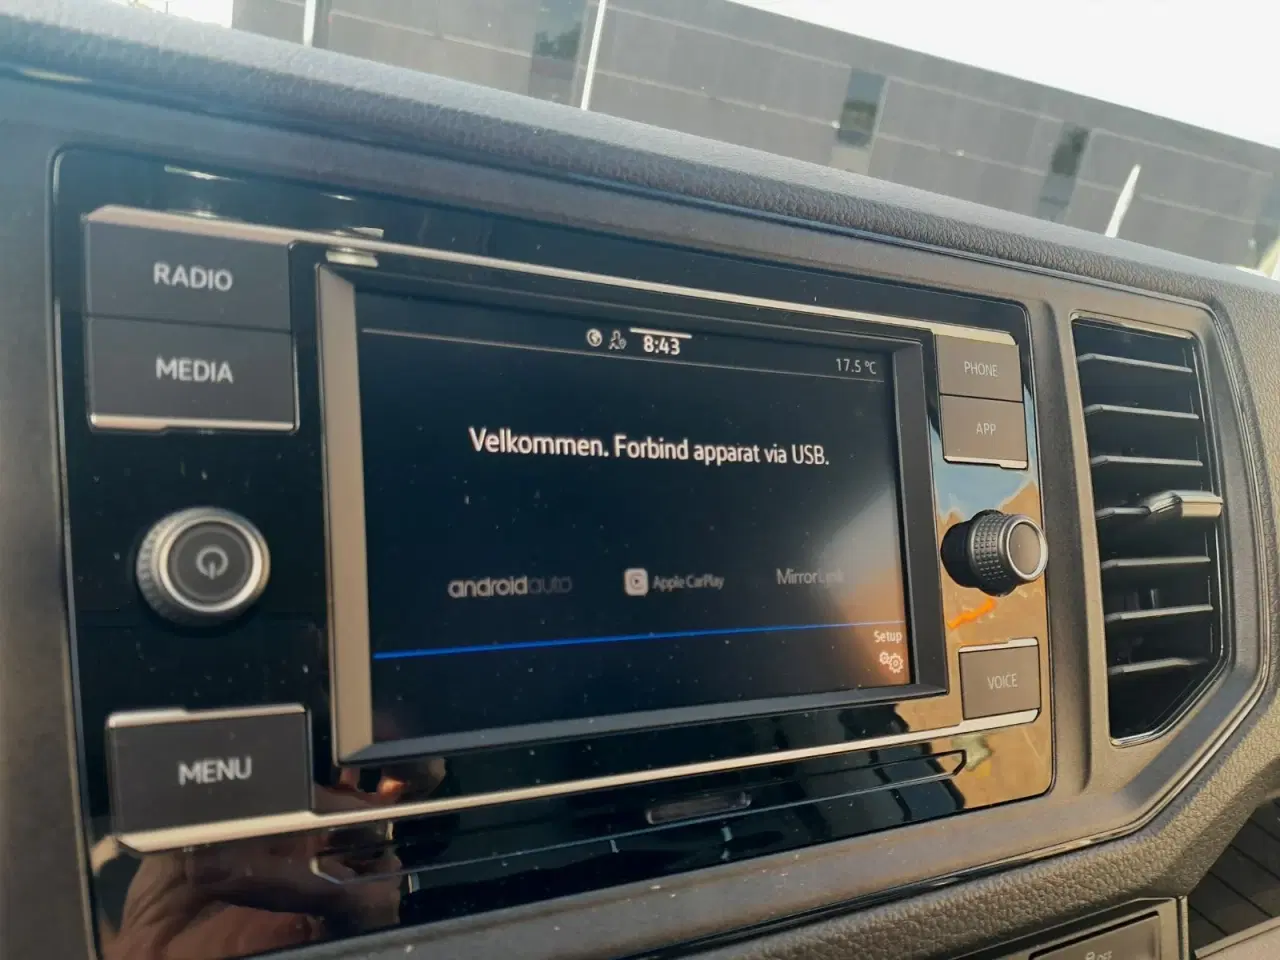 RADIO
MEDIA
8:43
17.5 °C
PHONE
APP
Velkommen. Forbind apparat via USB.
androidauto
Apple CarPlay
MirrorLink
Setup
VOICE
MENU
OFF